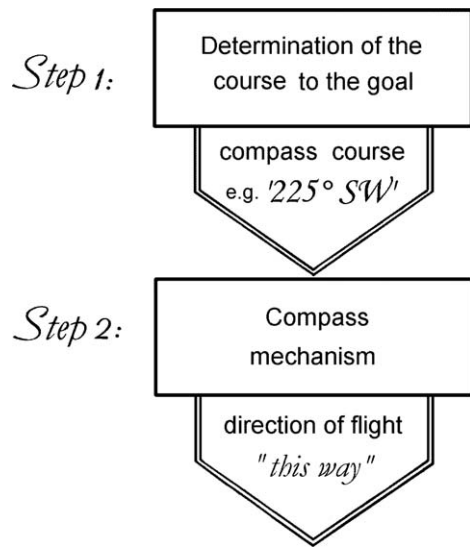 Step 1:
Determination of the
course to the goal
compass course
e.g. '225° SW'
Step 2:
Compass
mechanism
direction of flight
"this way"